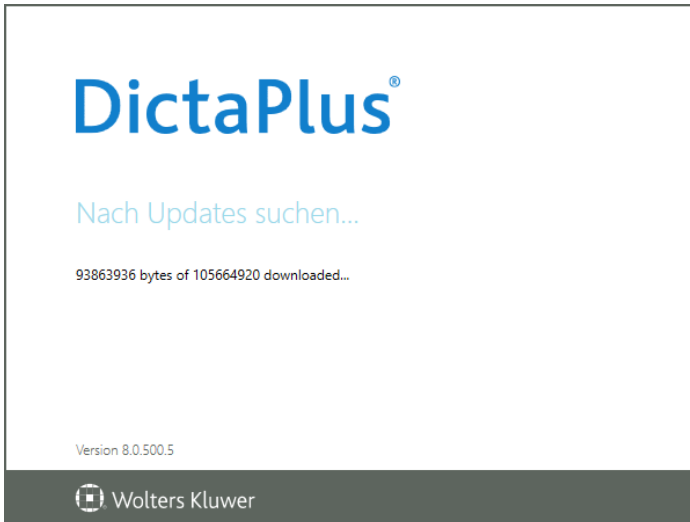 DictaPlus®
Nach Updates suchen...
93863936 bytes of 105664920 downloaded...
Version 8.0.500.5
Wolters Kluwer